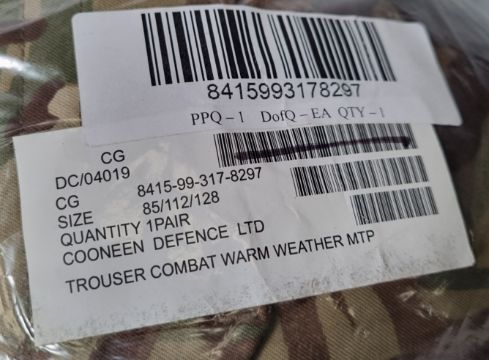 8415993178297
PPQ-1 DofQ-EA QTY-1
CG
DC/04019
CG 8415-99-317-8297
SIZE 85/112/128
QUANTITY 1PAIR
COONEEN DEFENCE LTD
TROUSER COMBAT WARM WEATHER MTP